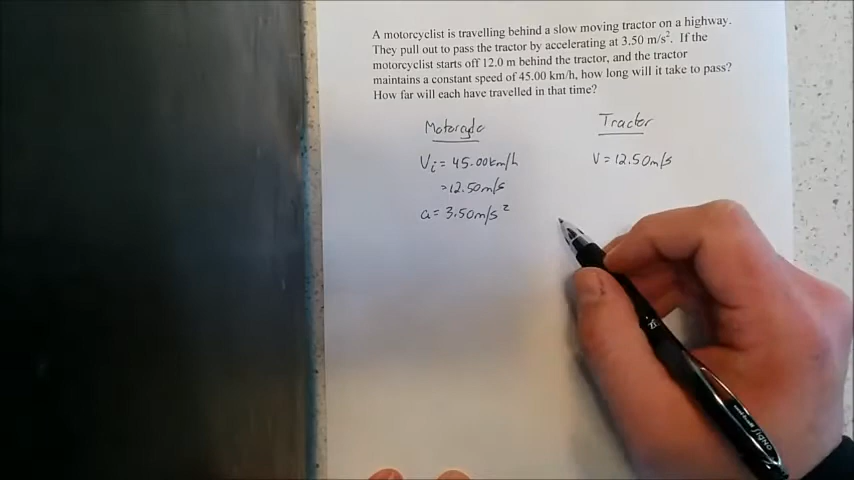 A motorcyclist is travelling behind a slow moving tractor on a highway.
They pull out to pass the tractor by accelerating at 3.50 m/s². If the
motorcyclist starts off 12.0 m behind the tractor, and the tractor
maintains a constant speed of 45.00 km/h, how long will it take to pass?
How far will each have travelled in that time?
Motorcycle
Tractor
Vi = 45.00km/h
V = 12.50m/s
= 12.50m/s
a = 3.50m/s²
signo